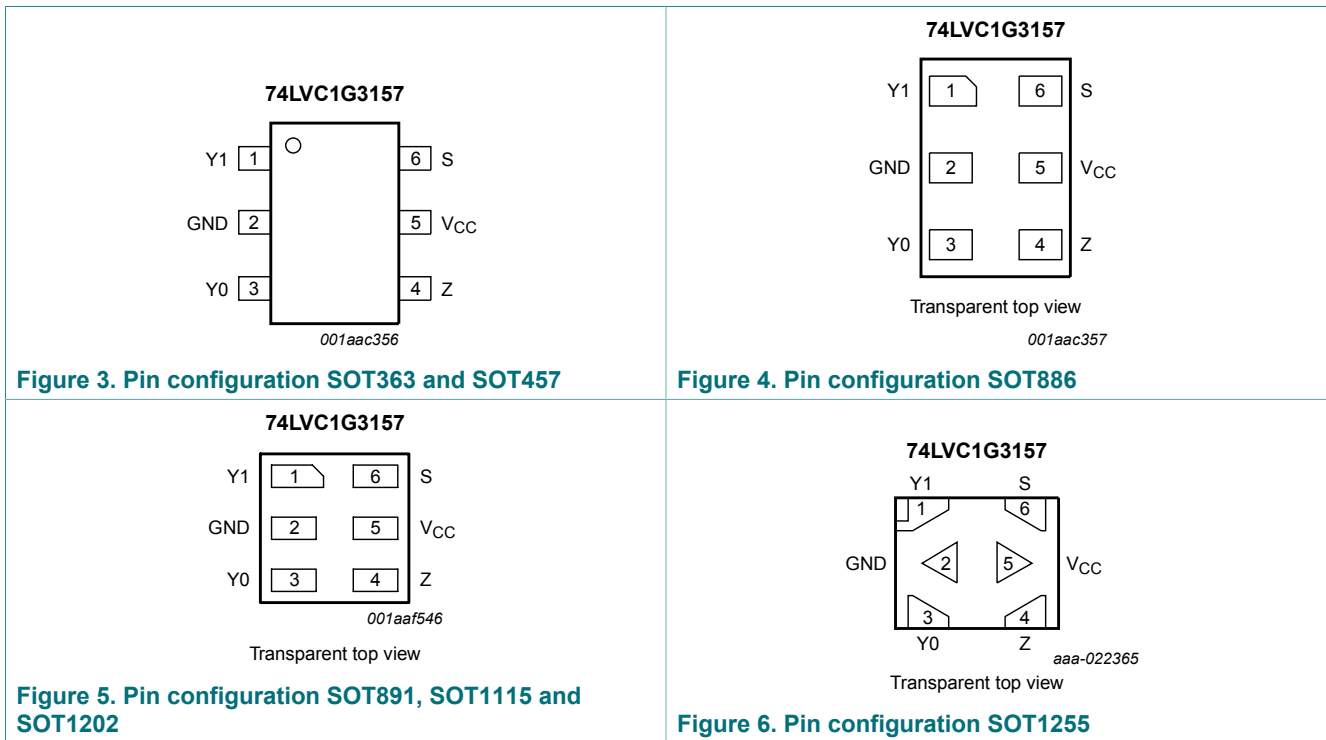 74LVC1G3157
Y1 1 6 S
GND 2 5 VCC
Y0 3 4 Z
001aac356
Figure 3. Pin configuration SOT363 and SOT457
74LVC1G3157
Y1 1 6 S
GND 2 5 VCC
Y0 3 4 Z
Transparent top view
001aac357
Figure 4. Pin configuration SOT886
74LVC1G3157
Y1 1 6 S
GND 2 5 VCC
Y0 3 4 Z
001aaf546
Transparent top view
Figure 5. Pin configuration SOT891, SOT1115 and
SOT1202
74LVC1G3157
Y1 S
1 6
GND 2 5 VCC
3 4
Y0 Z
aaa-022365
Transparent top view
Figure 6. Pin configuration SOT1255